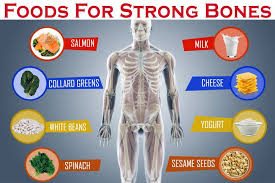 Foods For Strong Bones
SALMON
MILK
COLLARD GREENS
CHEESE
WHITE BEANS
YOGURT
SPINACH
SESAME SEEDS